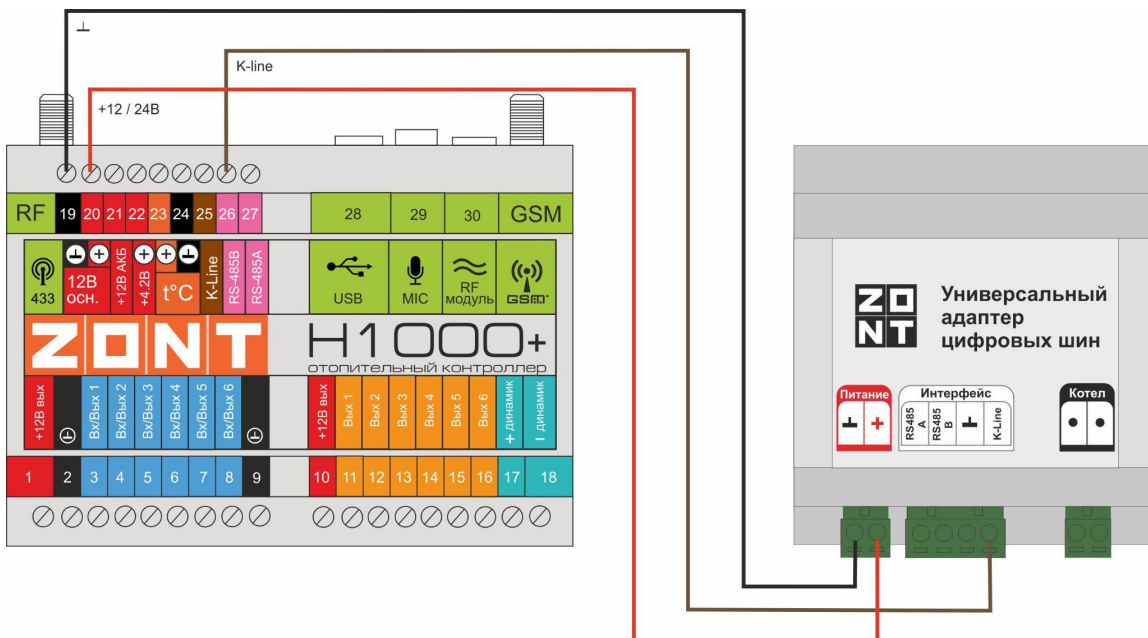 ⊥
K-line
+12 / 24В
RF 19 20 21 22 23 24 25 26 27 28 29 30 GSM
433
12В
осн.
+12В АКБ
+4.2В
t°C
K-Line
RS-485B
RS-485A
USB
MIC
RF
модуль
GSM
ZONT
H1000+
отопительный контроллер
+12В вых
Вх/Вых 1
Вх/Вых 2
Вх/Вых 3
Вх/Вых 4
Вх/Вых 5
Вх/Вых 6
+12В вых
Вых 1
Вых 2
Вых 3
Вых 4
Вых 5
Вых 6
+ динамик
– динамик
1 2 3 4 5 6 7 8 9 10 11 12 13 14 15 16 17 18
ZO
NT
Универсальный
адаптер
цифровых шин
Питание
⊥ +
Интерфейс
RS485
A
RS485
B
⊥
K-Line
Котел